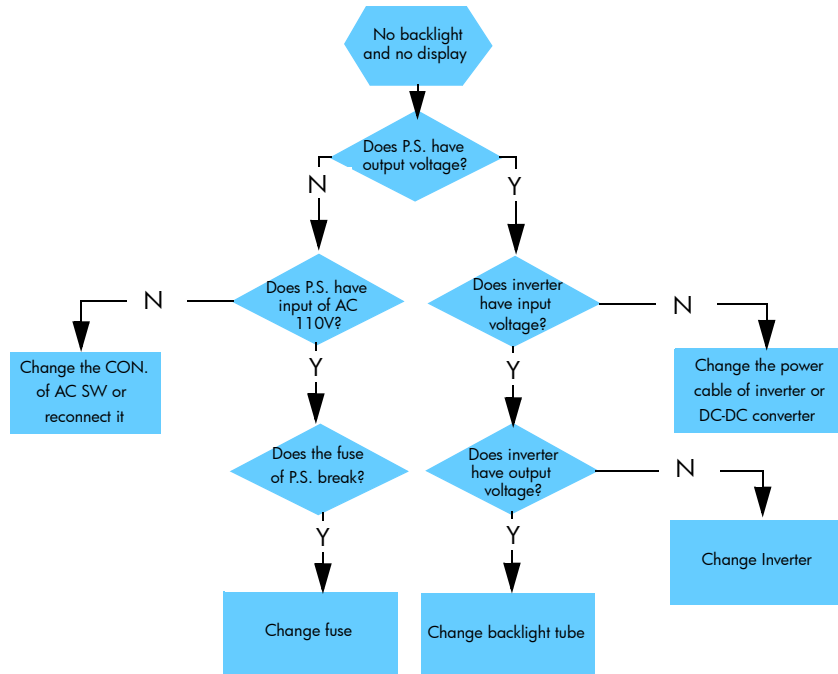 No backlight
and no display
Does P.S. have
output voltage?
N
Y
Does P.S. have
input of AC
110V?
Does inverter
have input
voltage?
N
N
Change the CON.
of AC SW or
reconnect it
Y
Y
Change the power
cable of inverter or
DC-DC converter
Does the fuse
of P.S. break?
Does inverter
have output
voltage?
N
Y
Y
Change Inverter
Change fuse
Change backlight tube